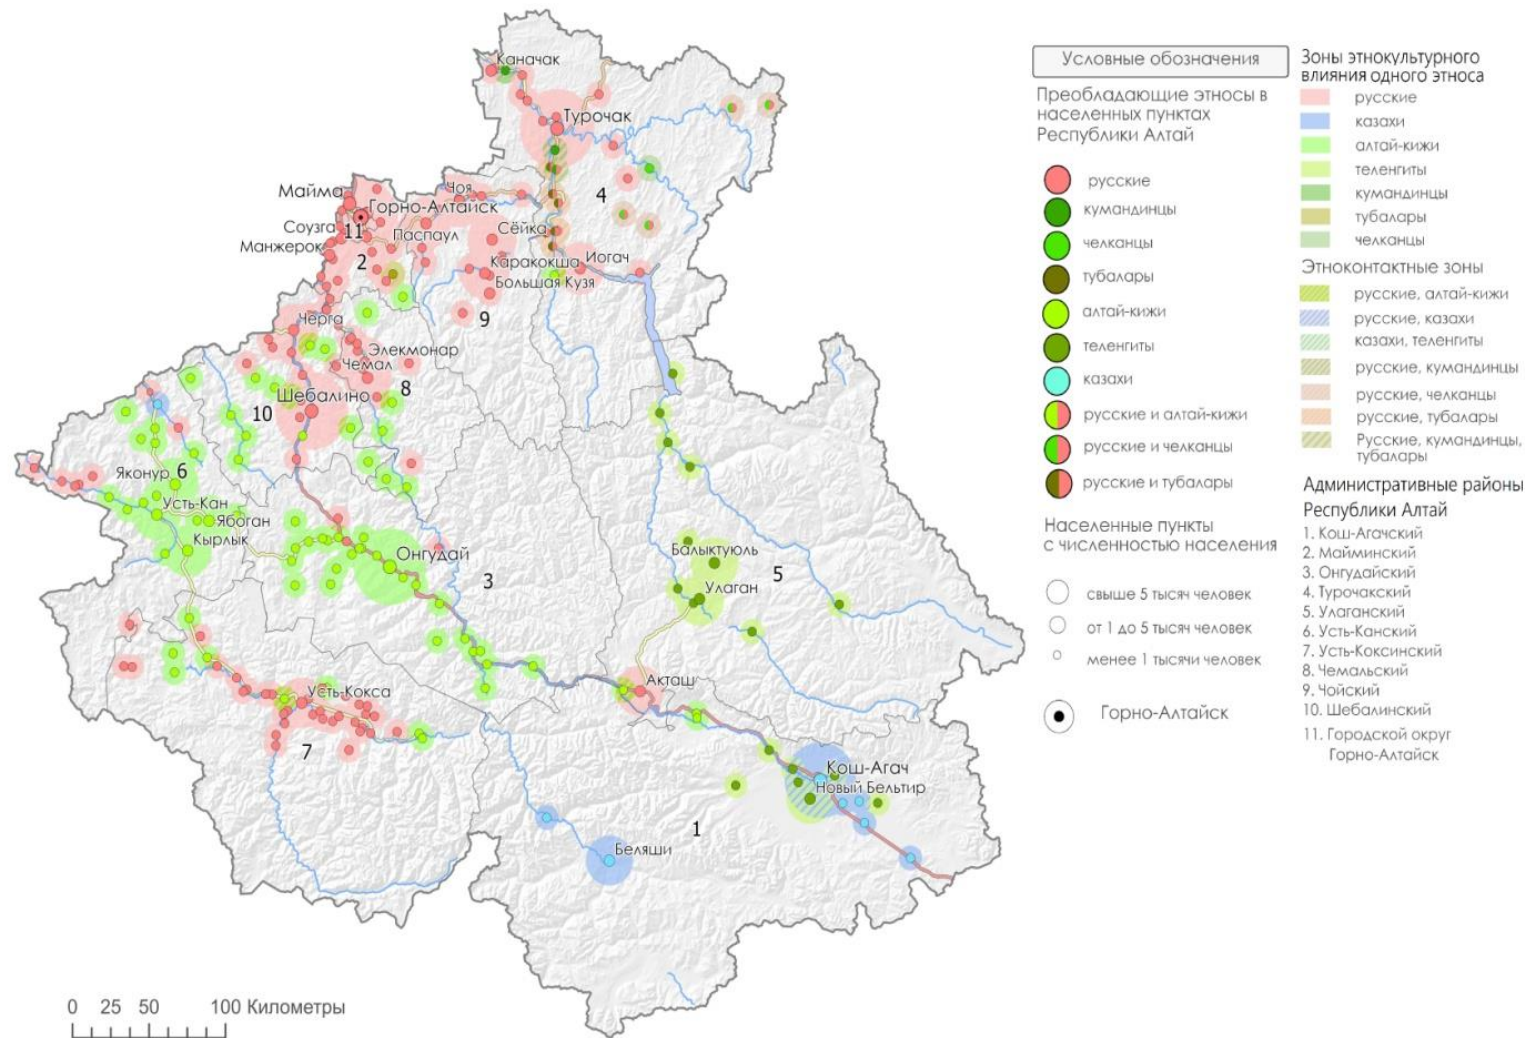 Каначак
Турочак
4
Майма
Чоя
Горно-Алтайск
Соузга
11
Паспаул
Сёйка
Манжерок
2
Каракокша
Иогач
Большая Кузя
9
Черга
Элекмонар
Чемал
8
Шебалино
10
Яконур
6
Усть-Кан
Ябоган
Кырлык
Онгудай
3
Балыктуюль
5
Улаган
Акташ
Усть-Кокса
7
Кош-Агач
Новый Бельтир
1
Беляши
0 25 50 100 Километры
Условные обозначения
Преобладающие этносы в
населенных пунктах
Республики Алтай
русские
кумандинцы
челканцы
тубалары
алтай-кижи
теленгиты
казахи
русские и алтай-кижи
русские и челканцы
русские и тубалары
Населенные пункты
с численностью населения
свыше 5 тысяч человек
от 1 до 5 тысяч человек
менее 1 тысячи человек
Горно-Алтайск
Зоны этнокультурного
влияния одного этноса
русские
казахи
алтай-кижи
теленгиты
кумандинцы
тубалары
челканцы
Этноконтактные зоны
русские, алтай-кижи
русские, казахи
казахи, теленгиты
русские, кумандинцы
русские, челканцы
русские, тубалары
Русские, кумандинцы,
тубалары
Административные районы
Республики Алтай
1. Кош-Агачский
2. Майминский
3. Онгудайский
4. Турочакский
5. Улаганский
6. Усть-Канский
7. Усть-Коксинский
8. Чемальский
9. Чойский
10. Шебалинский
11. Городской округ
Горно-Алтайск